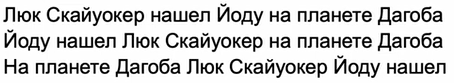 Люк Скайуокер нашел Йоду на планете Дагоба
Йоду нашел Люк Скайуокер на планете Дагоба
На планете Дагоба Люк Скайуокер Йоду нашел